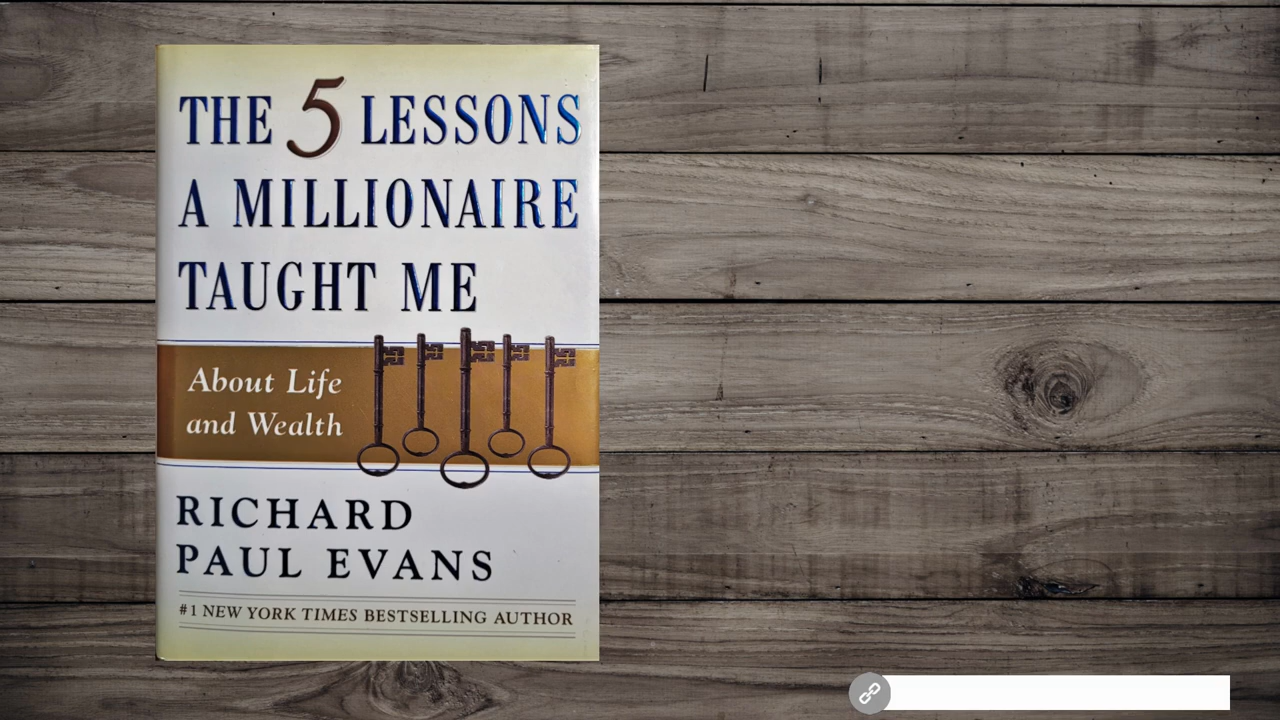 THE 5 LESSONS
A MILLIONAIRE
TAUGHT ME
About Life
and Wealth
RICHARD
PAUL EVANS
#1 NEW YORK TIMES BESTSELLING AUTHOR